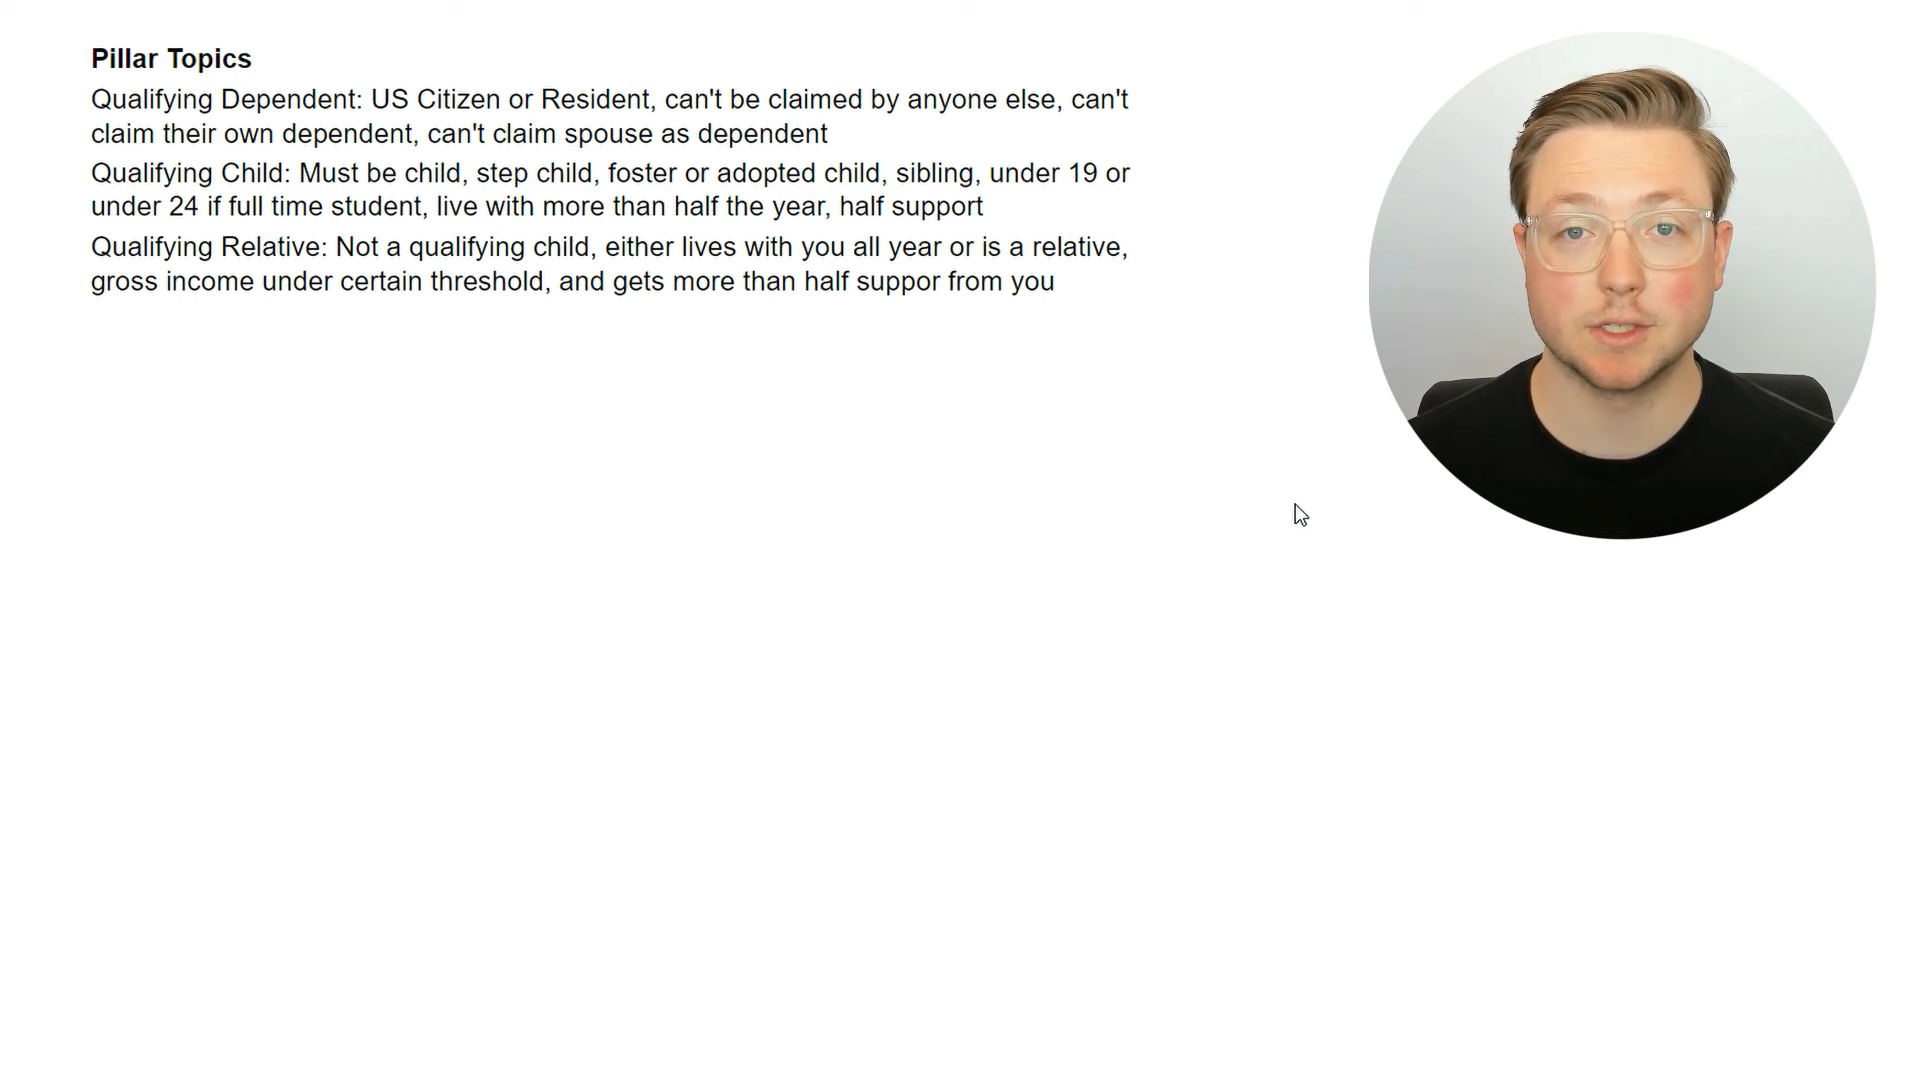 Pillar Topics
Qualifying Dependent: US Citizen or Resident, can't be claimed by anyone else, can't
claim their own dependent, can't claim spouse as dependent
Qualifying Child: Must be child, step child, foster or adopted child, sibling, under 19 or
under 24 if full time student, live with more than half the year, half support
Qualifying Relative: Not a qualifying child, either lives with you all year or is a relative,
gross income under certain threshold, and gets more than half suppor from you